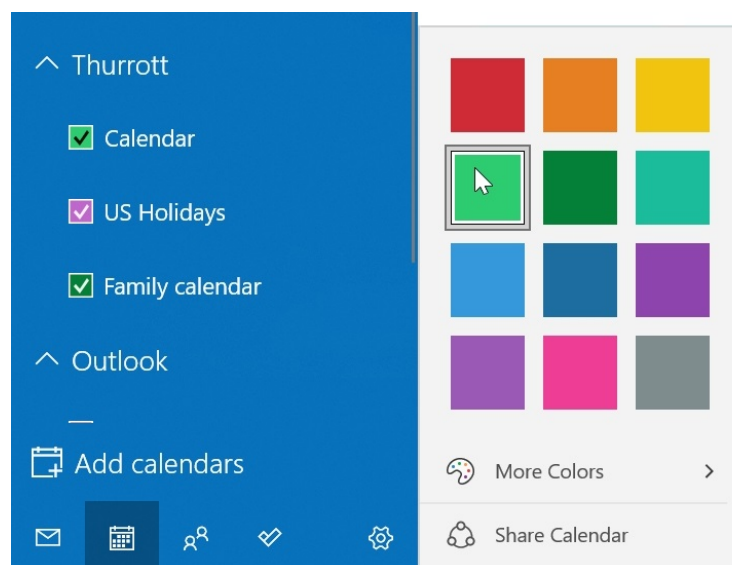 Thurrott
Calendar
US Holidays
Family calendar
Outlook
Add calendars
More Colors
Share Calendar